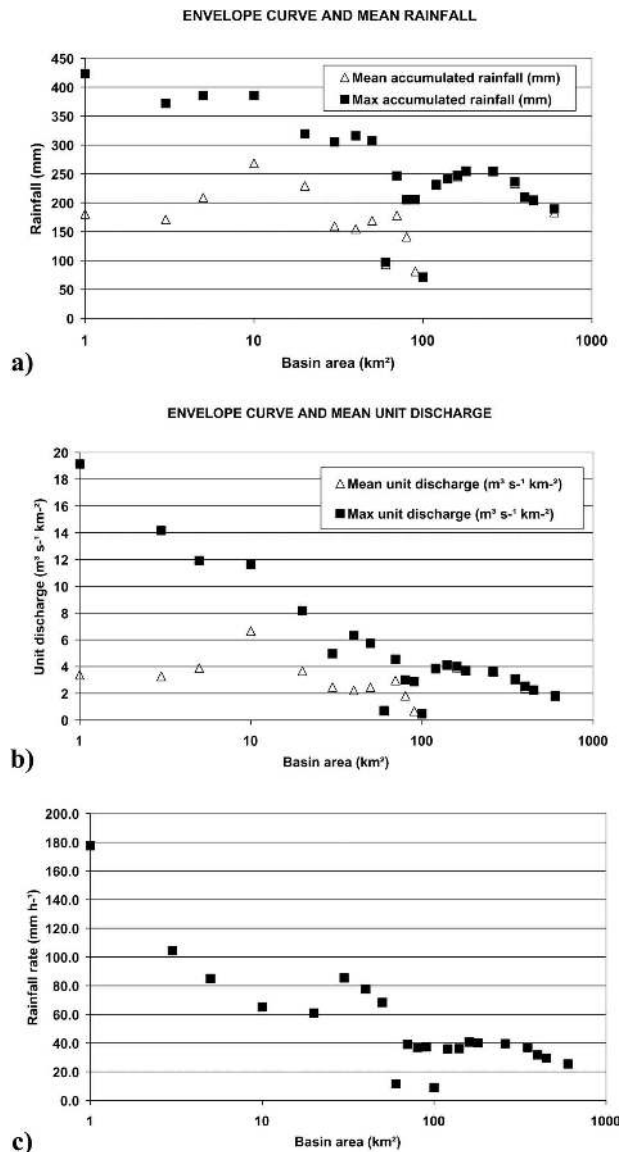 ENVELOPE CURVE AND MEAN RAINFALL
450
400
350
300
250
200
150
100
50
0
Rainfall (mm)
△ Mean accumulated rainfall (mm)
■ Max accumulated rainfall (mm)
1 10 100 1000
Basin area (km²)
a)
ENVELOPE CURVE AND MEAN UNIT DISCHARGE
20
18
16
14
12
10
8
6
4
2
0
Unit discharge (m³ s-¹ km-²)
△ Mean unit discharge (m³ s-¹ km-²)
■ Max unit discharge (m³ s-¹ km-²)
1 10 100 1000
Basin area (km²)
b)
200.0
180.0
160.0
140.0
120.0
100.0
80.0
60.0
40.0
20.0
0.0
Rainfall rate (mm h-¹)
1 10 100 1000
Basin area (km²)
c)